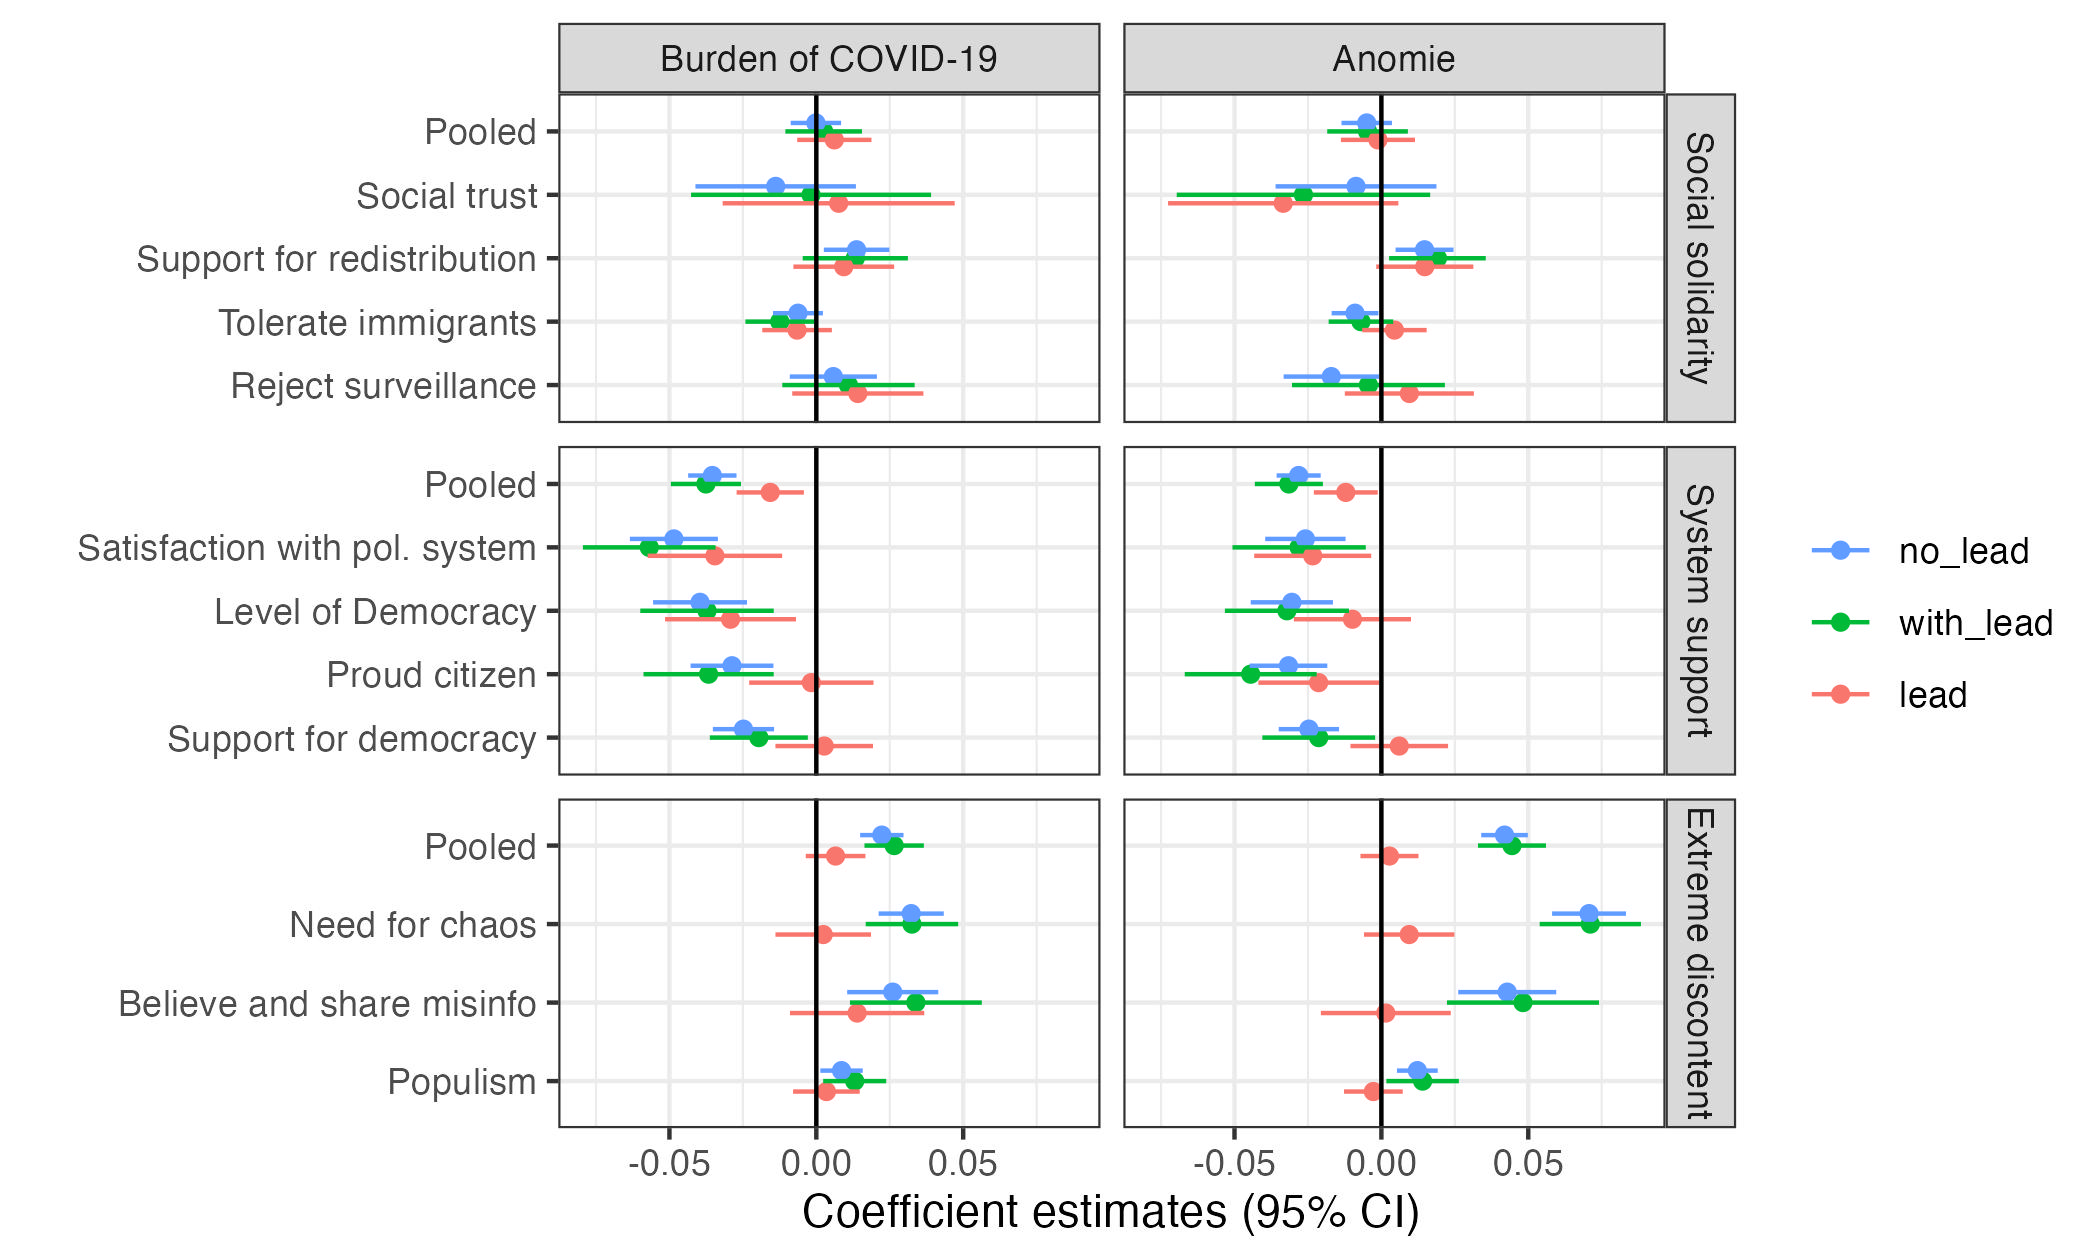 Burden of COVID-19
Anomie
Pooled
Social trust
Support for redistribution
Tolerate immigrants
Reject surveillance
Social solidarity
Pooled
Satisfaction with pol. system
Level of Democracy
Proud citizen
Support for democracy
System support
Pooled
Need for chaos
Believe and share misinfo
Populism
Extreme discontent
-0.05 0.00 0.05
-0.05 0.00 0.05
Coefficient estimates (95% CI)
no_lead
with_lead
lead